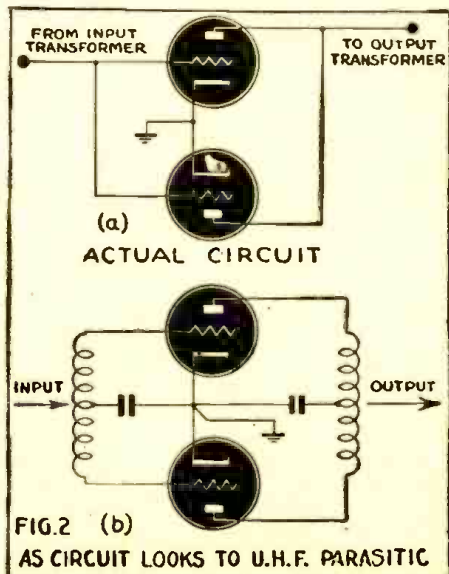 FROM INPUT
TRANSFORMER
TO OUTPUT
TRANSFORMER
(a)
ACTUAL CIRCUIT
INPUT
OUTPUT
FIG.2 (b)
AS CIRCUIT LOOKS TO U.H.F. PARASITIC